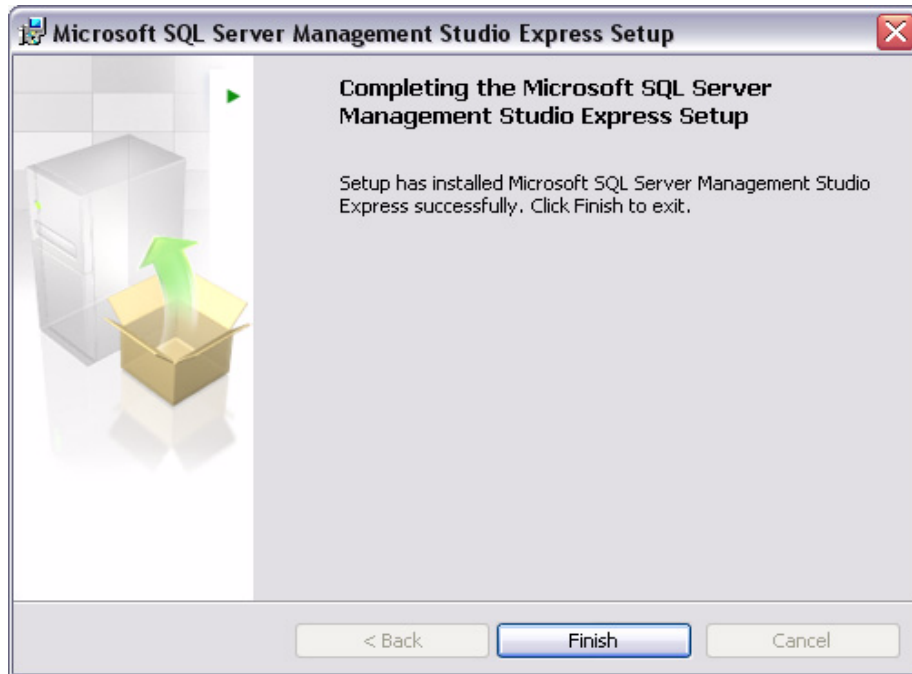 Microsoft SQL Server Management Studio Express Setup
Completing the Microsoft SQL Server
Management Studio Express Setup
Setup has installed Microsoft SQL Server Management Studio
Express successfully. Click Finish to exit.
< Back
Finish
Cancel